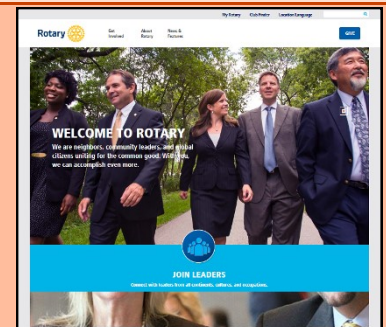 My Rotary Club Finder Location/Language
Rotary
Get Involved
About Rotary
News & Features
GIVE
WELCOME TO ROTARY
We are neighbors, community leaders, and global
citizens uniting for the common good. With you,
we can accomplish even more.
JOIN LEADERS
Connect with leaders from all continents, cultures, and occupations.